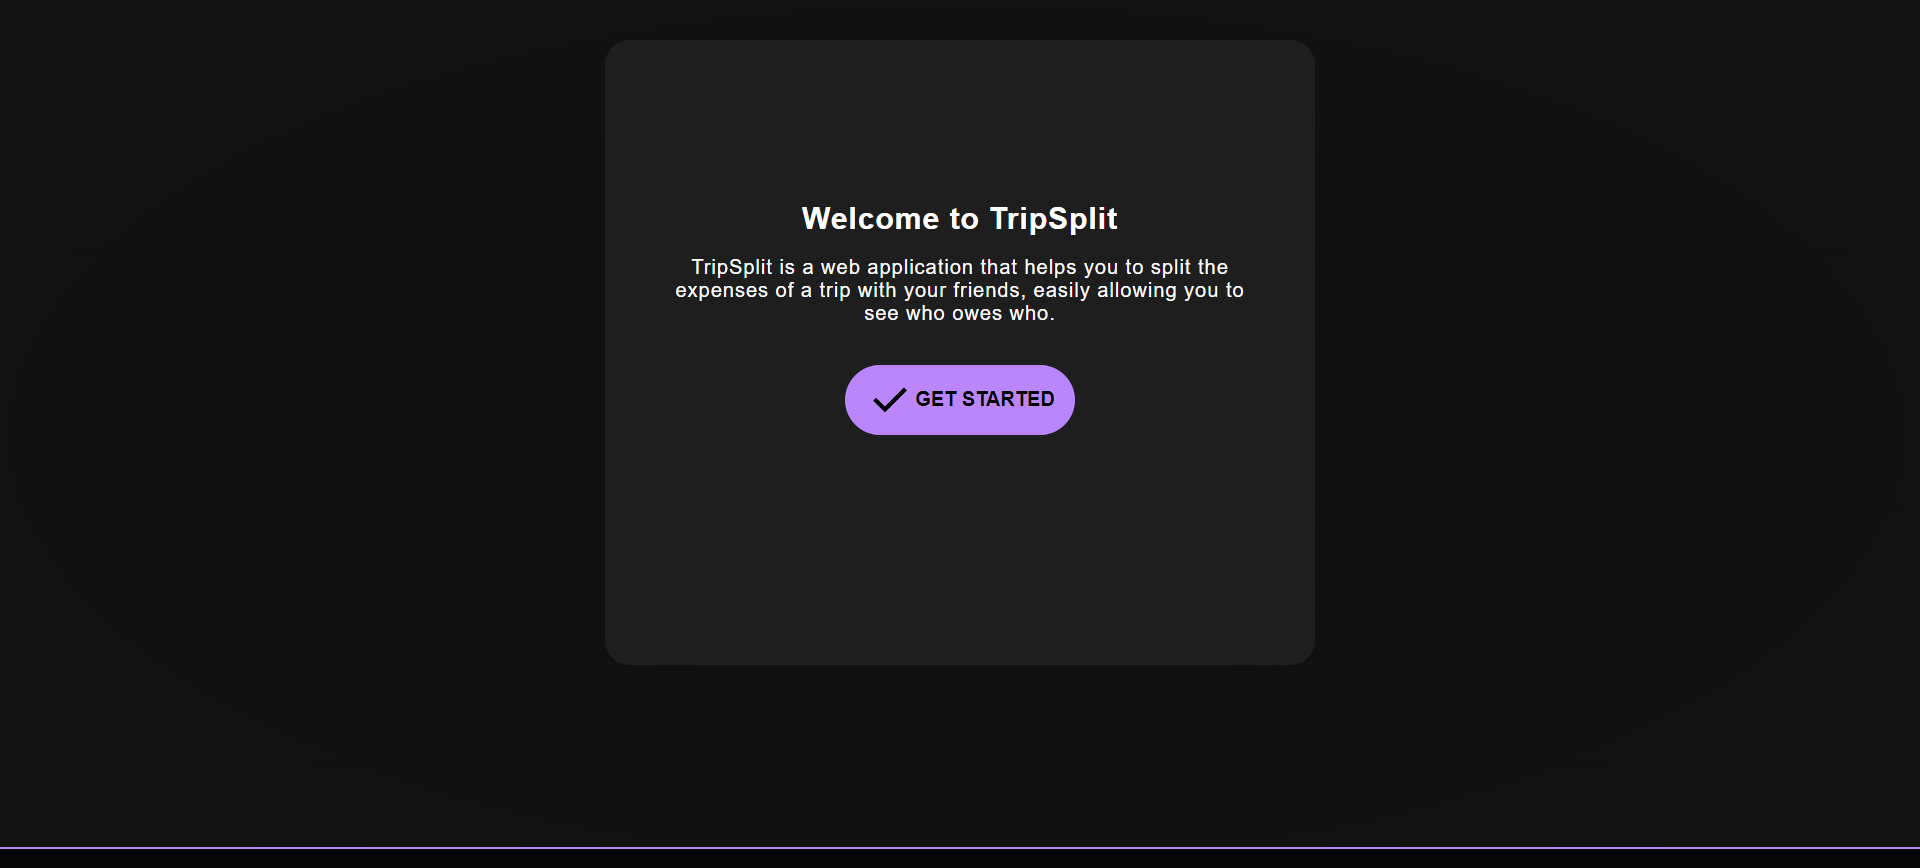 Welcome to TripSplit
TripSplit is a web application that helps you to split the
expenses of a trip with your friends, easily allowing you to
see who owes who.
GET STARTED